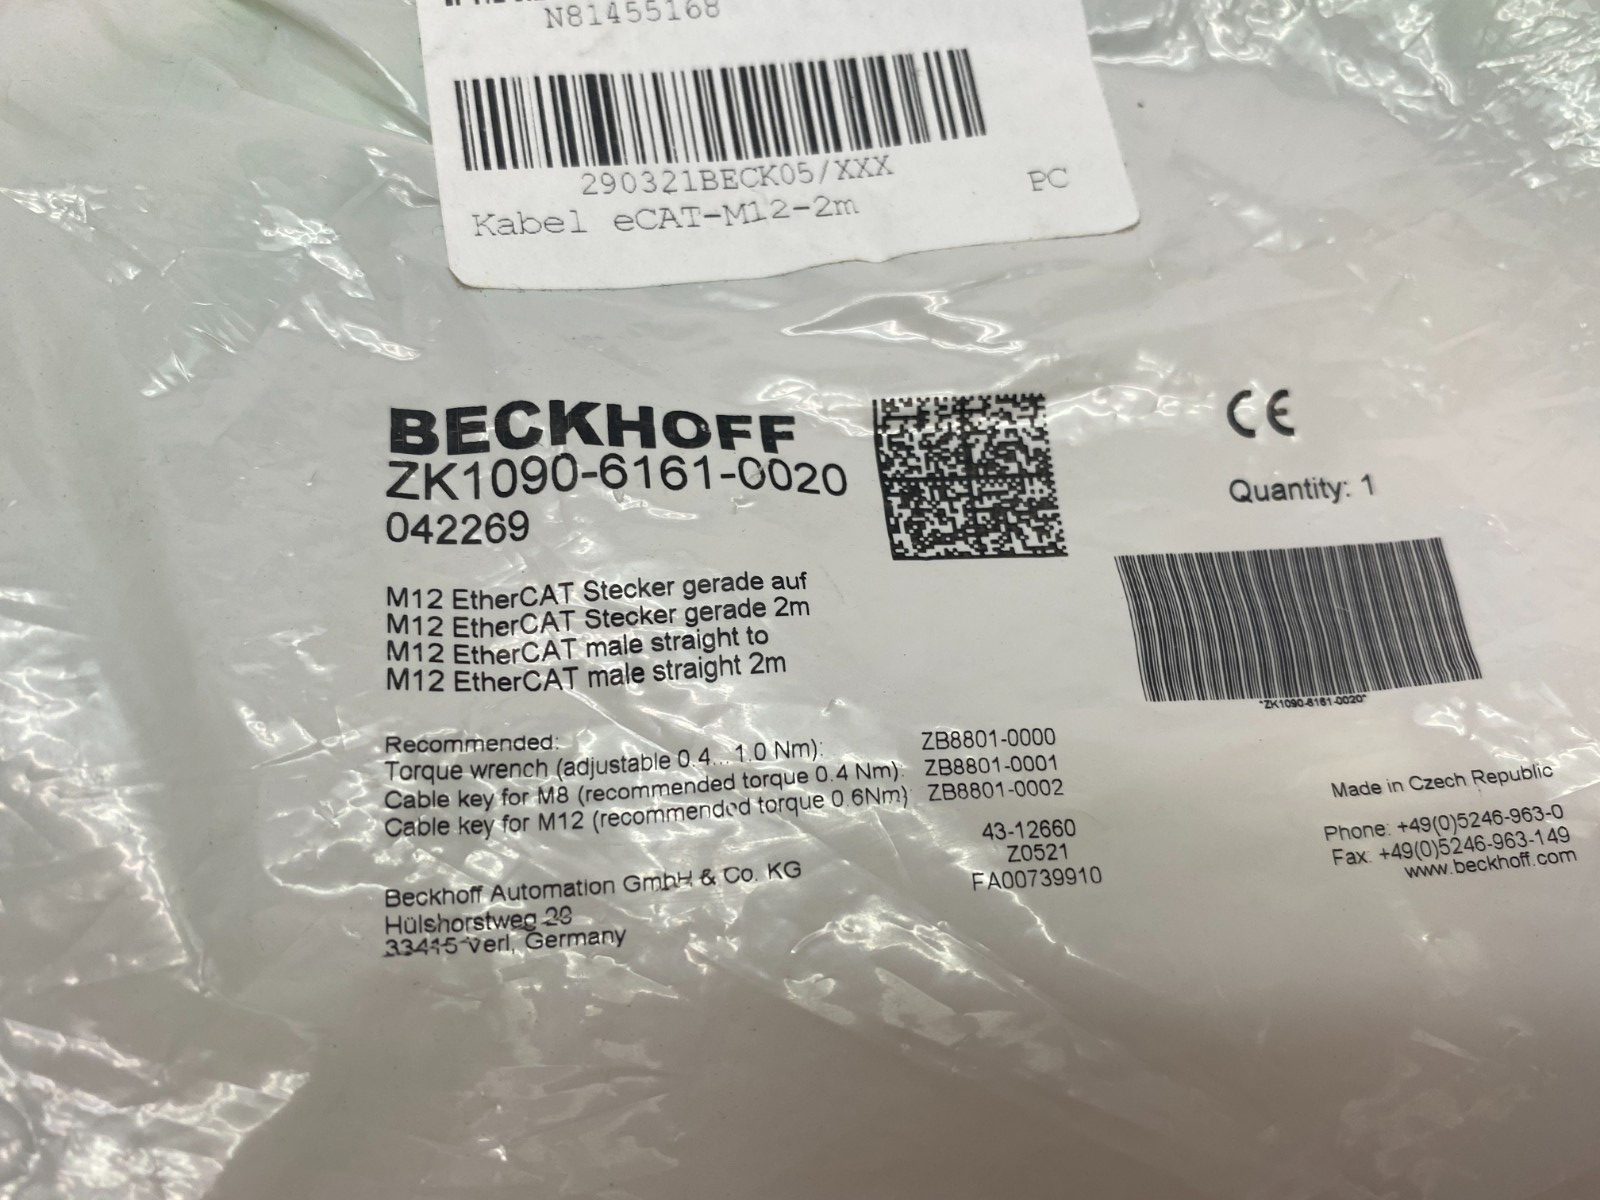 N81455168
290321BECK05/XXX
PC
Kabel eCAT-M12-2m
BECKHOFF
ZK1090-6161-0020
042269
CE
Quantity: 1
*ZK1090-6161-0020*
M12 EtherCAT Stecker gerade auf
M12 EtherCAT Stecker gerade 2m
M12 EtherCAT male straight to
M12 EtherCAT male straight 2m
Recommended:
Torque wrench (adjustable 0.4... 1.0 Nm): ZB8801-0000
Cable key for M8 (recommended torque 0.4 Nm): ZB8801-0001
Cable key for M12 (recommended torque 0.6Nm) ZB8801-0002
43-12660
Z0521
FA00739910
Beckhoff Automation GmbH & Co. KG
Hülshorstweg 20
33415 Verl, Germany
Made in Czech Republic
Phone: +49(0)5246-963-0
Fax: +49(0)5246-963-149
www.beckhoff.com